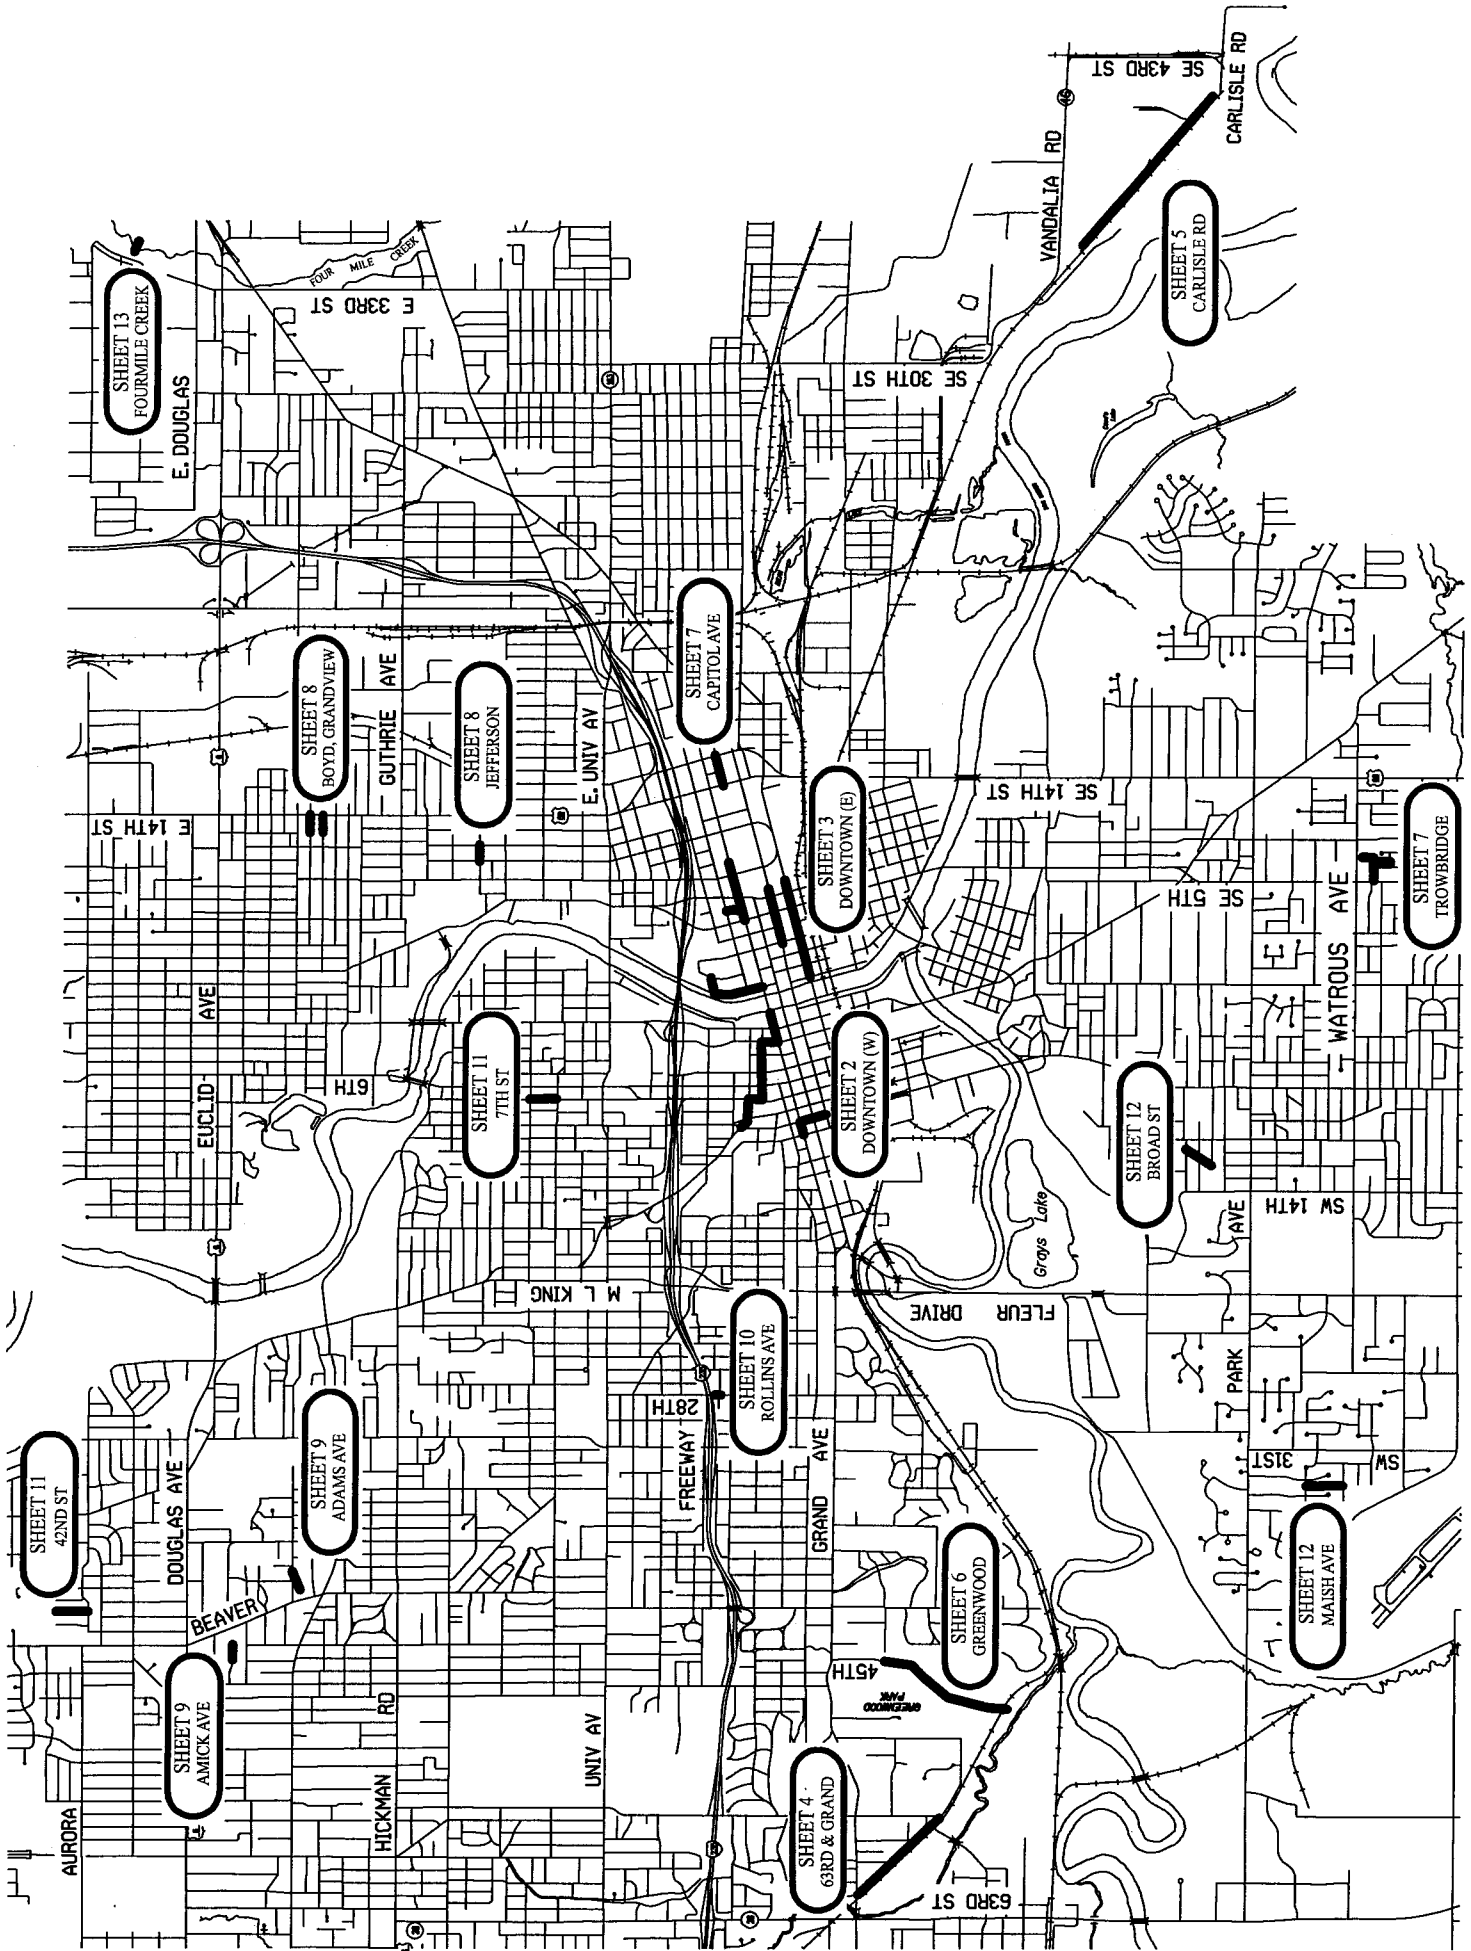 SHEET 11
42ND ST
SHEET 9
AMICK AVE
SHEET 9
ADAMS AVE
SHEET 13
FOURMILE CREEK
SHEET 8
BOYD, GRANDVIEW
SHEET 8
JEFFERSON
SHEET 11
7TH ST
SHEET 10
ROLLINS AVE
SHEET 4
63RD & GRAND
SHEET 6
GREENWOOD
SHEET 2
DOWNTOWN (W)
SHEET 3
DOWNTOWN (E)
SHEET 7
CAPITOL AVE
SHEET 5
CARLISLE RD
SHEET 12
BROAD ST
SHEET 12
MAISH AVE
SHEET 7
TROWBRIDGE
AURORA
DOUGLAS AVE
BEAVER
HICKMAN
RD
UNIV AV
FREEWAY
28TH
GRAND
AVE
45TH
GREENWOOD
PARK
63RD ST
M L KING
FLEUR
DRIVE
Grays Lake
EUCLID
AVE
6TH
E 14TH ST
GUTHRIE
AVE
E. UNIV AV
E. DOUGLAS
E 33RD ST
FOUR MILE CREEK
SE 30TH ST
VANDALIA
RD
46
SE 43RD ST
CARLISLE RD
SE 14TH ST
SE 5TH
WATROUS AVE
SW 14TH
PARK
AVE
SW
31ST